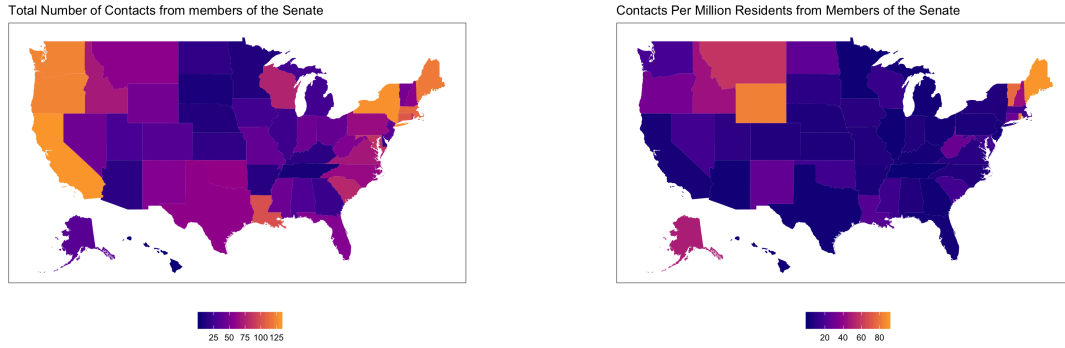 Total Number of Contacts from members of the Senate
25 50 75 100 125
Contacts Per Million Residents from Members of the Senate
20 40 60 80